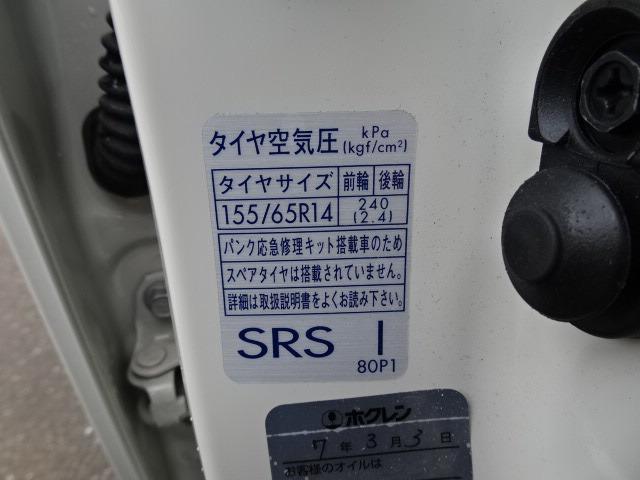 タイヤ空気圧 kPa (kgf/cm²)
タイヤサイズ 前輪 後輪
155/65R14 240 (2.4)
パンク応急修理キット搭載車のため
スペアタイヤは搭載されていません。
詳細は取扱説明書をよくお読み下さい。
SRS I
80P1
ホクレン
7年3月3日
お客様のオイルは